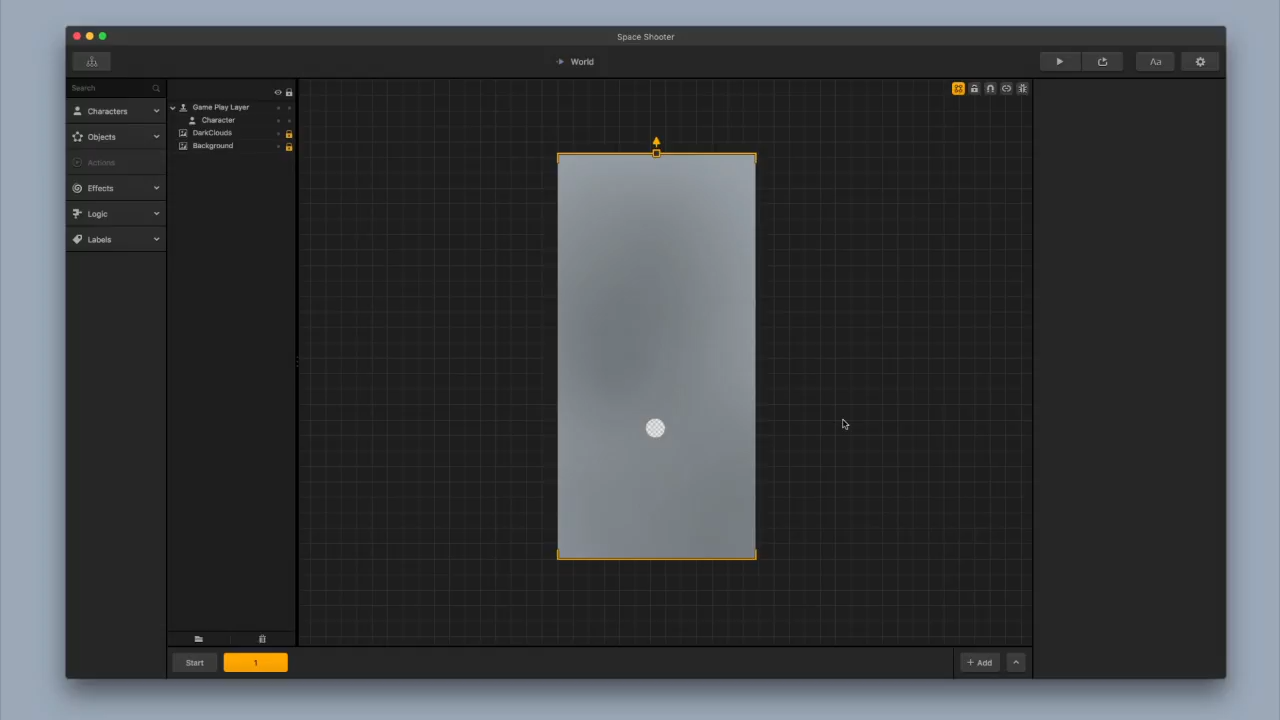 Space Shooter
World
Aa
Search
Characters
Objects
Actions
Effects
Logic
Labels
Game Play Layer
Character
DarkClouds
Background
Start
1
+ Add